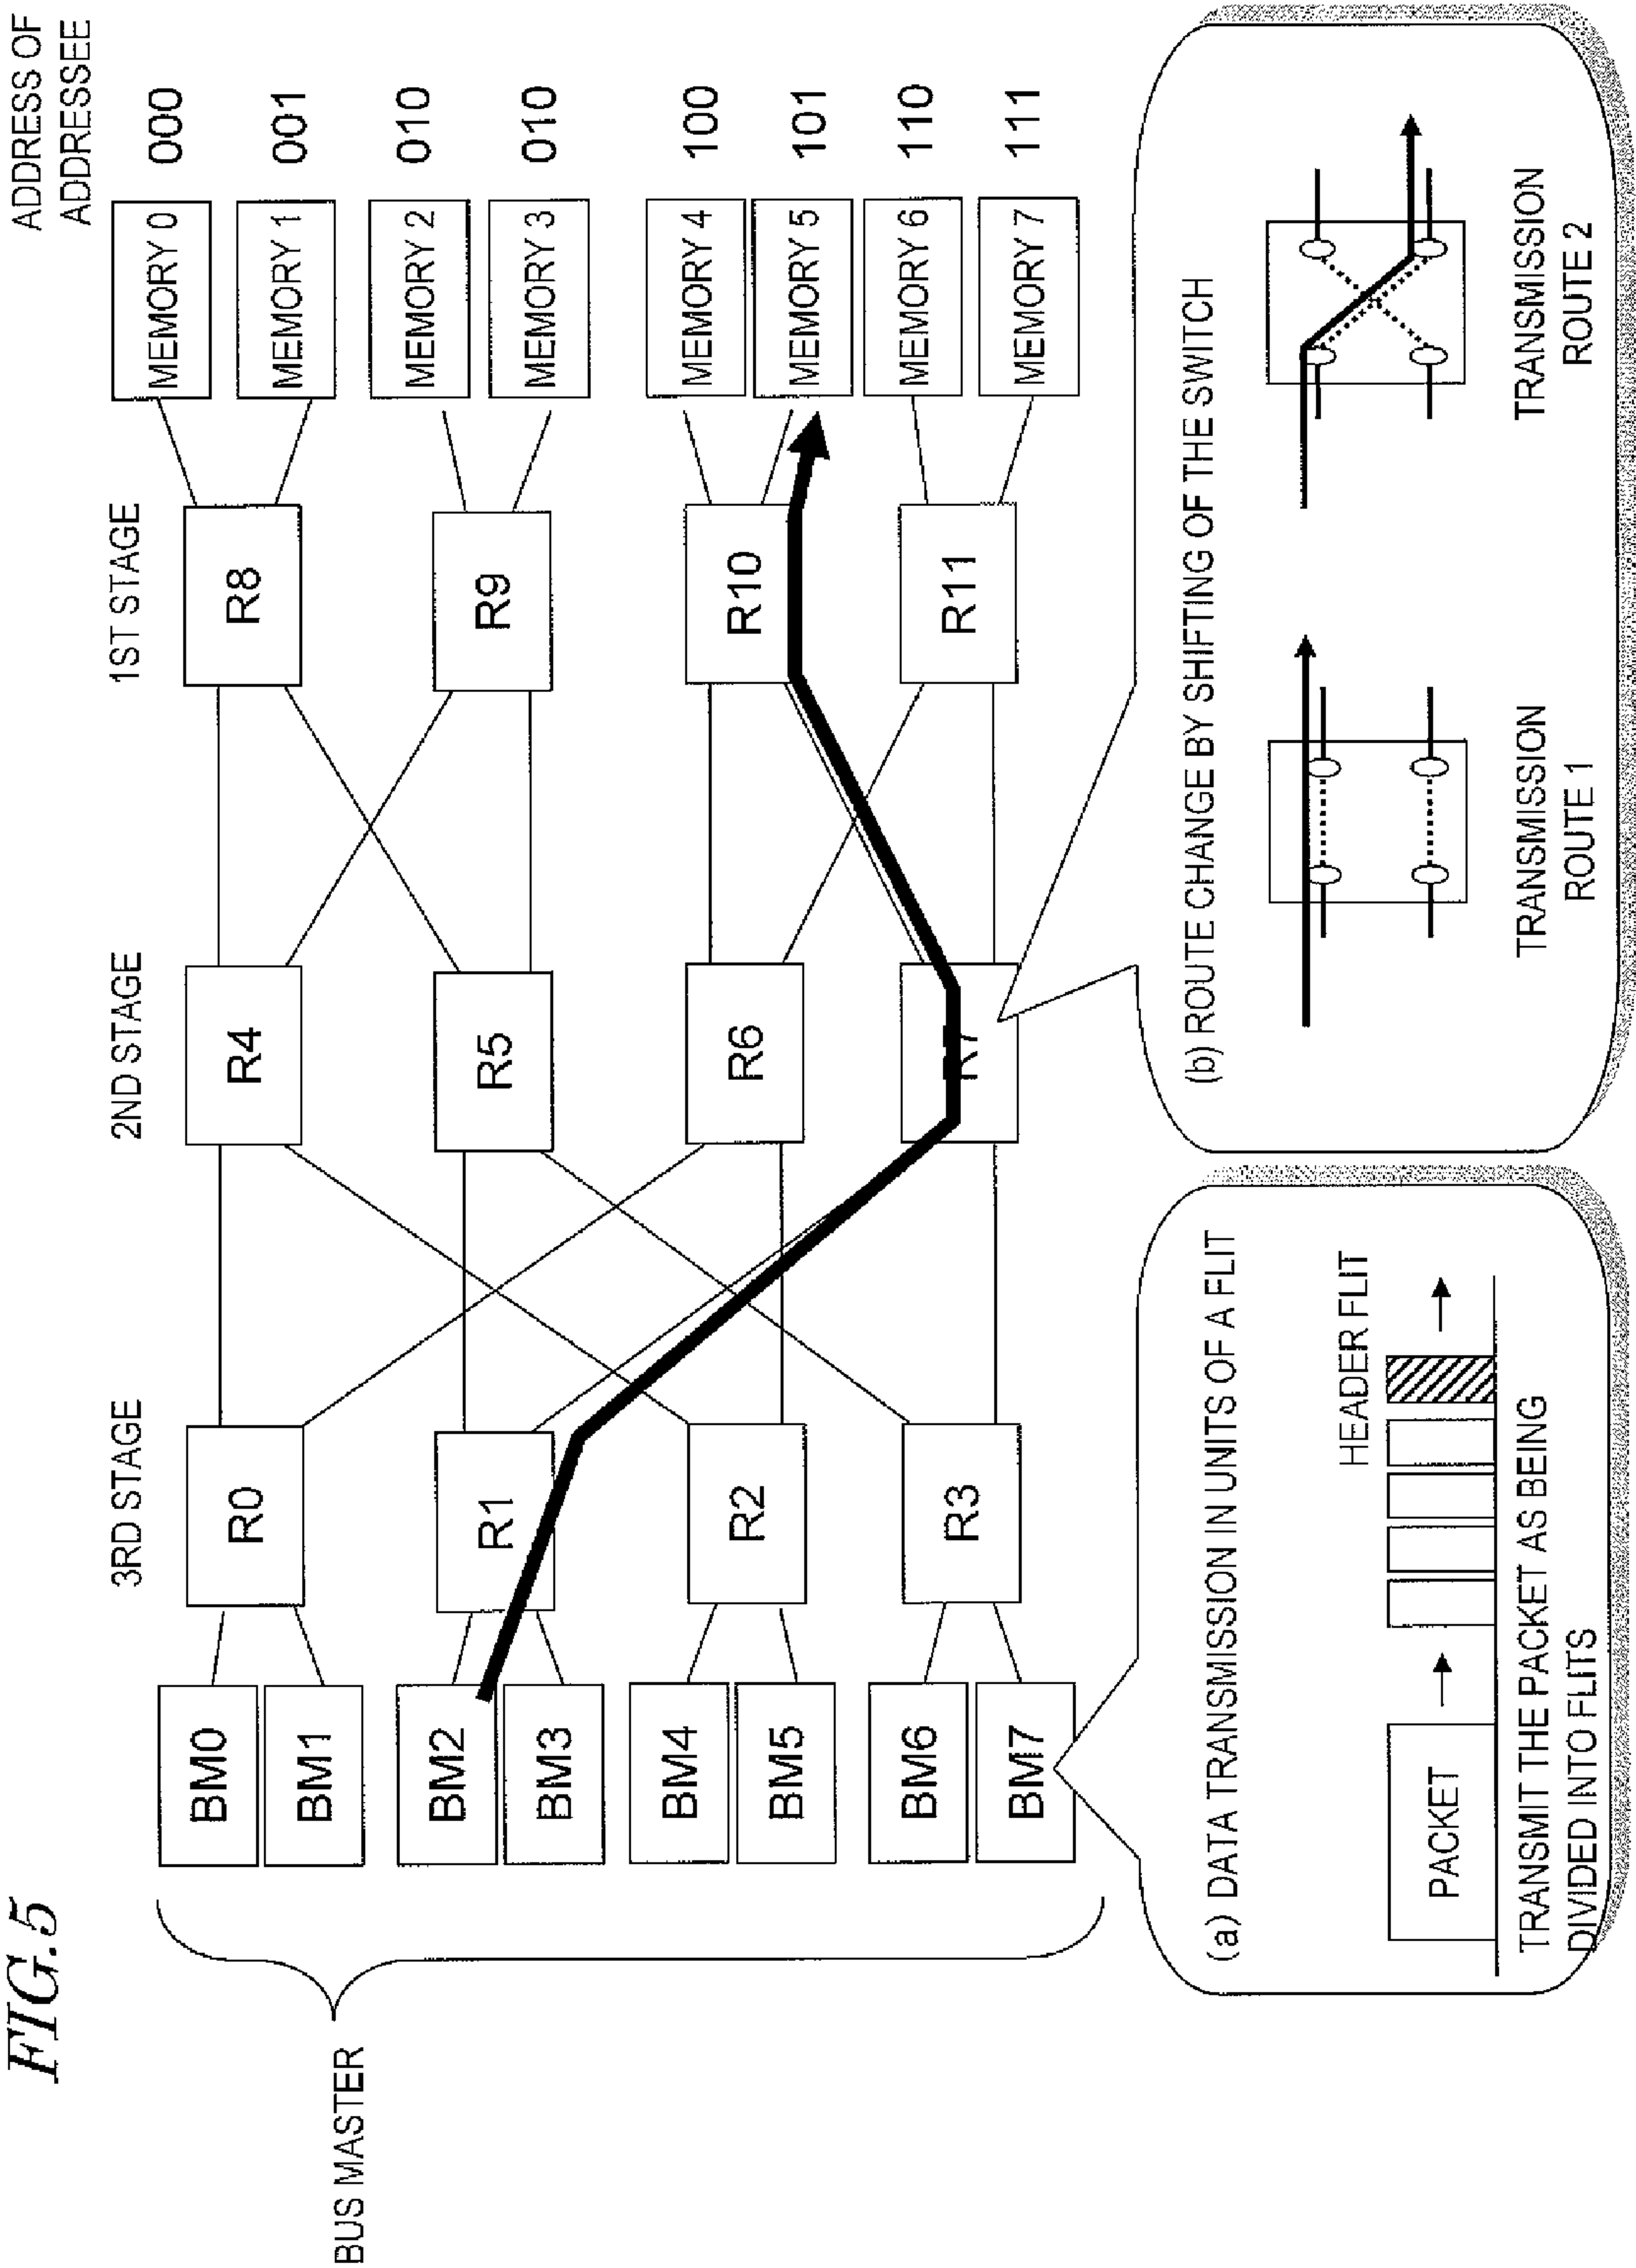 FIG.5
ADDRESS OF
ADDRESSEE
3RD STAGE
2ND STAGE
1ST STAGE
BUS MASTER
BM0
BM1
BM2
BM3
BM4
BM5
BM6
BM7
R0
R1
R2
R3
R4
R5
R6
R7
R8
R9
R10
R11
MEMORY 0
MEMORY 1
MEMORY 2
MEMORY 3
MEMORY 4
MEMORY 5
MEMORY 6
MEMORY 7
000
001
010
010
100
101
110
111
(a) DATA TRANSMISSION IN UNITS OF A FLIT
HEADER FLIT
PACKET
TRANSMIT THE PACKET AS BEING
DIVIDED INTO FLITS
(b) ROUTE CHANGE BY SHIFTING OF THE SWITCH
TRANSMISSION
ROUTE 1
TRANSMISSION
ROUTE 2